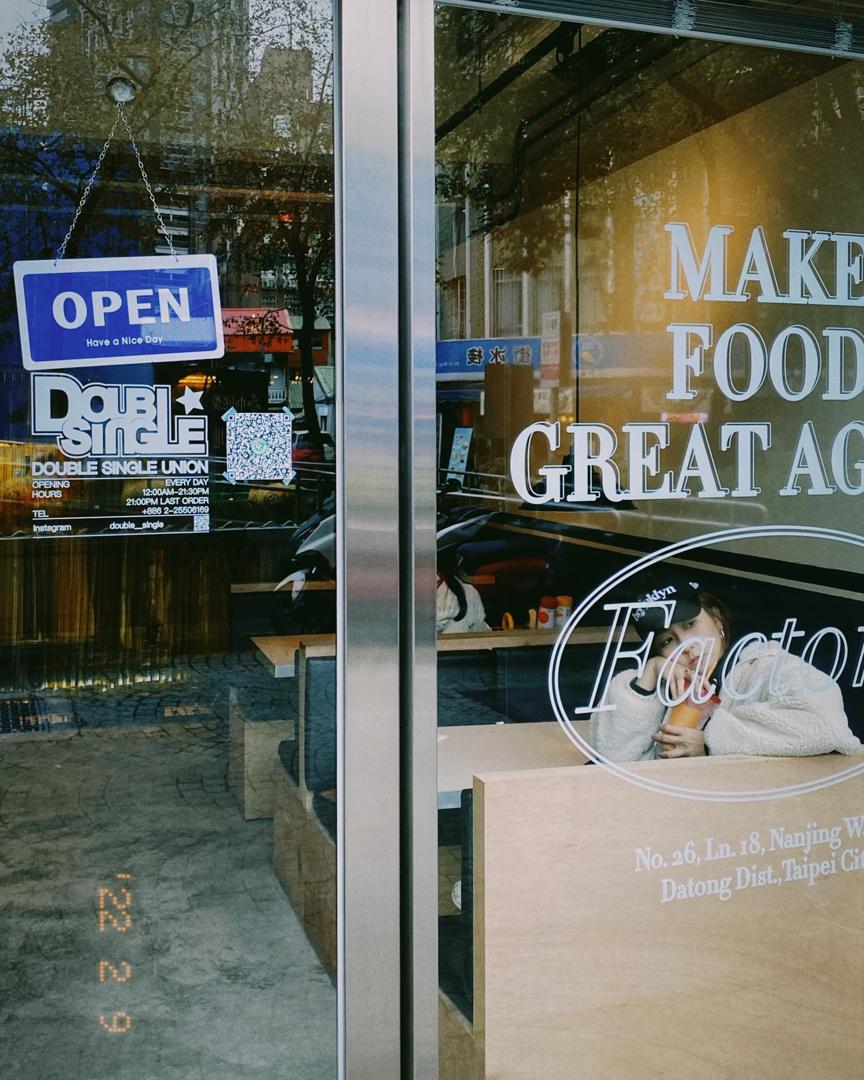 OPEN
Have a Nice Day
DOUBLE
SINGLE
DOUBLE SINGLE UNION
OPENING HOURS
EVERY DAY
12:00AM–21:30PM
21:00PM LAST ORDER
TEL
+886 2-25506169
Instagram double__single
MAKE
FOOD
GREAT AG
Facto
No. 26, Ln. 18, Nanjing W
Datong Dist., Taipei Cit
'22 2 9